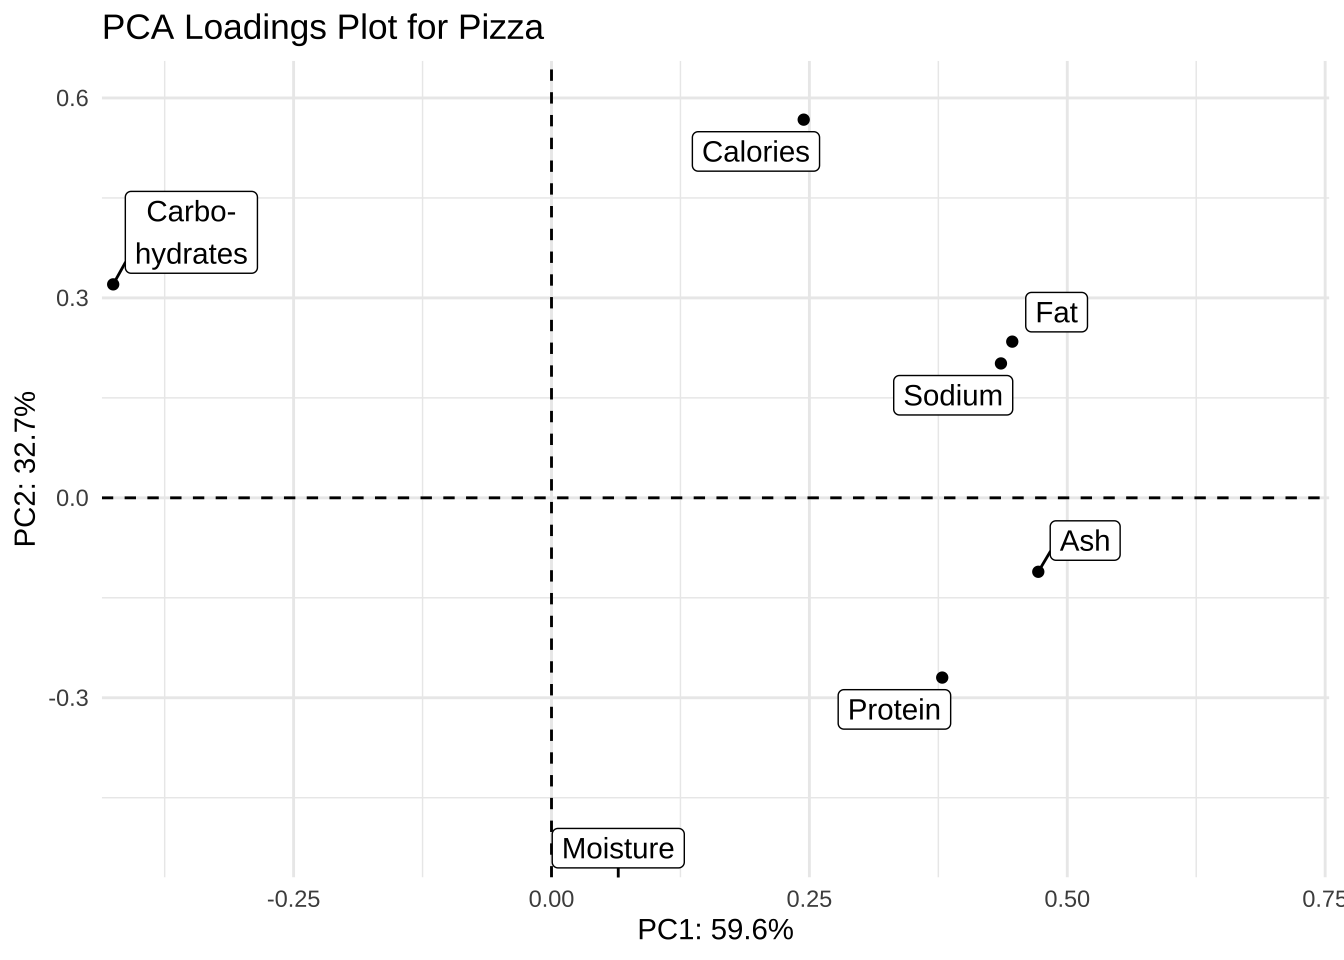 PCA Loadings Plot for Pizza
0.6
Calories
Carbo-
hydrates
0.3
Fat
Sodium
PC2: 32.7%
0.0
Ash
-0.3
Protein
Moisture
-0.25
0.00
0.25
0.50
0.75
PC1: 59.6%